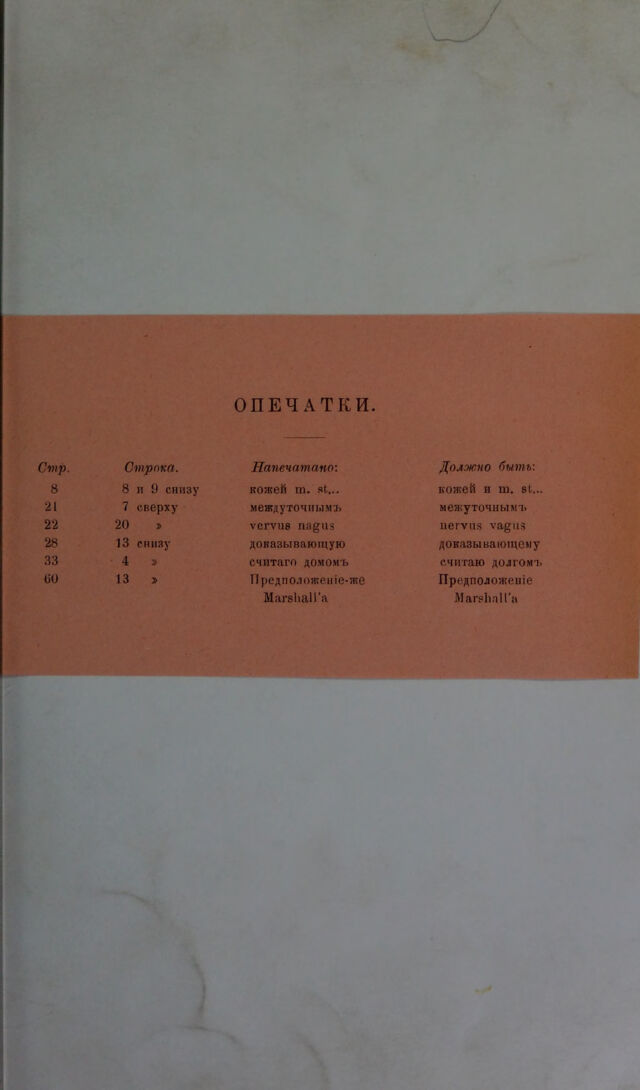 ОПЕЧАТКИ.
Стр. Строка. Напечатано: Должно быть:
8 8 и 9 снизу кожей m. st,.. кожей и m. st,..
21 7 сверху междуточнымъ межуточнымъ
22 20 » vervus nagus nervus vagus
28 13 снизу доказывающую доказывающему
33 4 » считаго домомъ считаю долгомъ
60 13 » Предположеніе-же Предположеніе
Marshall'a Marshall'a